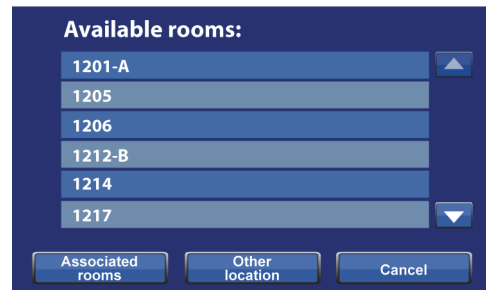 Available rooms:
1201-A
1205
1206
1212-B
1214
1217
Associated
rooms
Other
location
Cancel